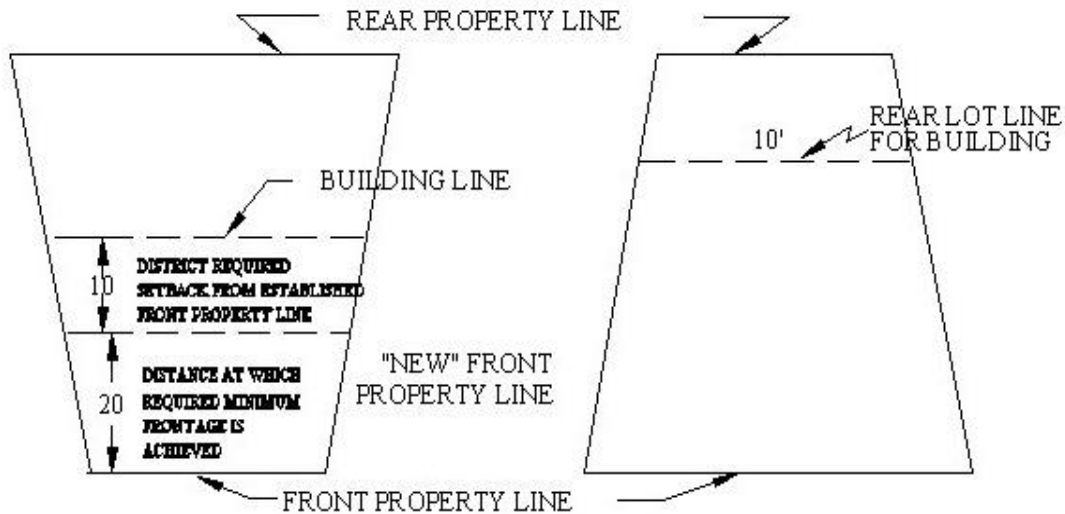 REAR PROPERTY LINE
REAR LOT LINE
FOR BUILDING
10'
BUILDING LINE
10
DISTRICT REQUIRED
SETBACK FROM ESTABLISHED
FRONT PROPERTY LINE
"NEW" FRONT
PROPERTY LINE
20
DISTANCE AT WHICH
REQUIRED MINIMUM
FRONTAGE IS
ACHIEVED
FRONT PROPERTY LINE